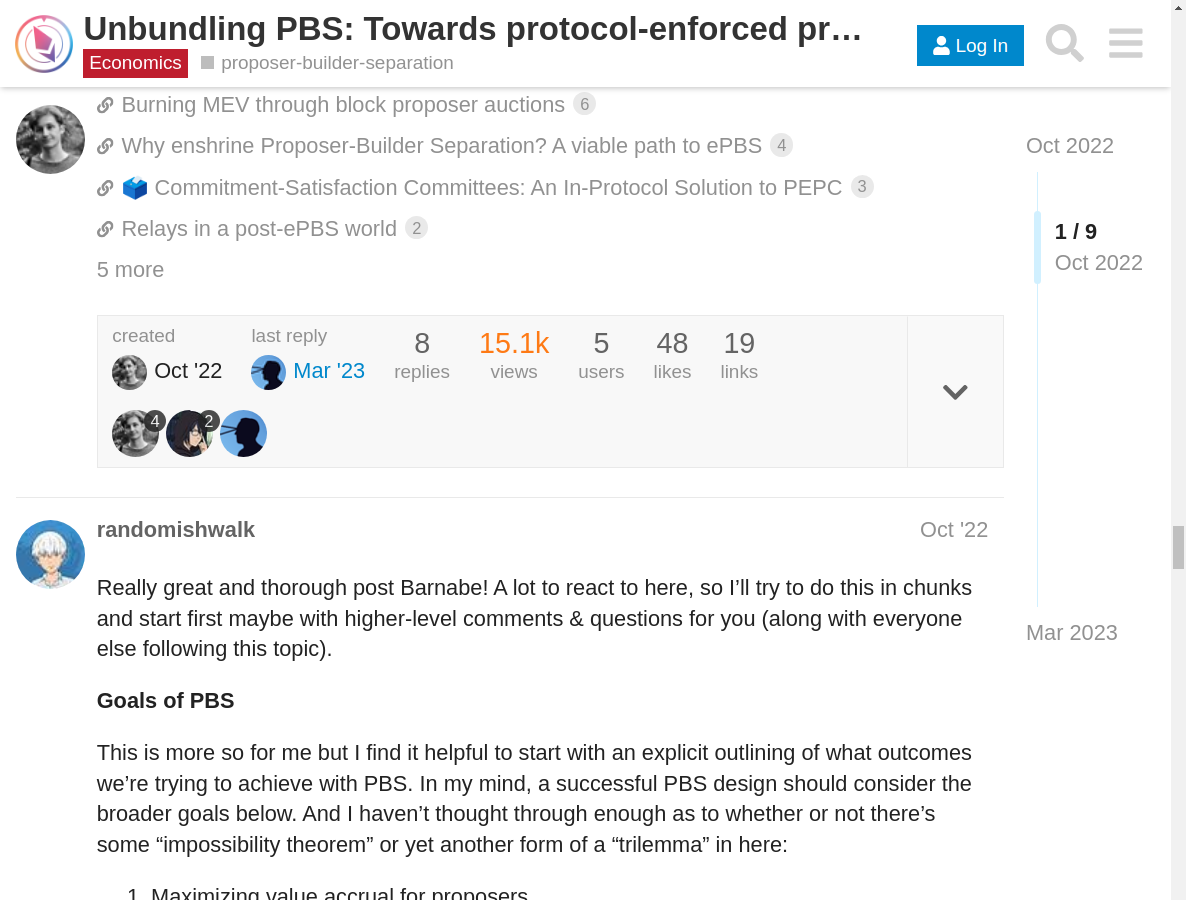 Unbundling PBS: Towards protocol-enforced pr…
Economics proposer-builder-separation
Log In
Burning MEV through block proposer auctions 6
Why enshrine Proposer-Builder Separation? A viable path to ePBS 4
Commitment-Satisfaction Committees: An In-Protocol Solution to PEPC 3
Relays in a post-ePBS world 2
5 more
Oct 2022
1 / 9
Oct 2022
Mar 2023
created
Oct '22
last reply
Mar '23
8
replies
15.1k
views
5
users
48
likes
19
links
4
2
randomishwalk Oct '22
Really great and thorough post Barnabe! A lot to react to here, so I’ll try to do this in chunks
and start first maybe with higher-level comments & questions for you (along with everyone
else following this topic).
Goals of PBS
This is more so for me but I find it helpful to start with an explicit outlining of what outcomes
we’re trying to achieve with PBS. In my mind, a successful PBS design should consider the
broader goals below. And I haven’t thought through enough as to whether or not there’s
some “impossibility theorem” or yet another form of a “trilemma” in here:
1. Maximizing value accrual for proposers